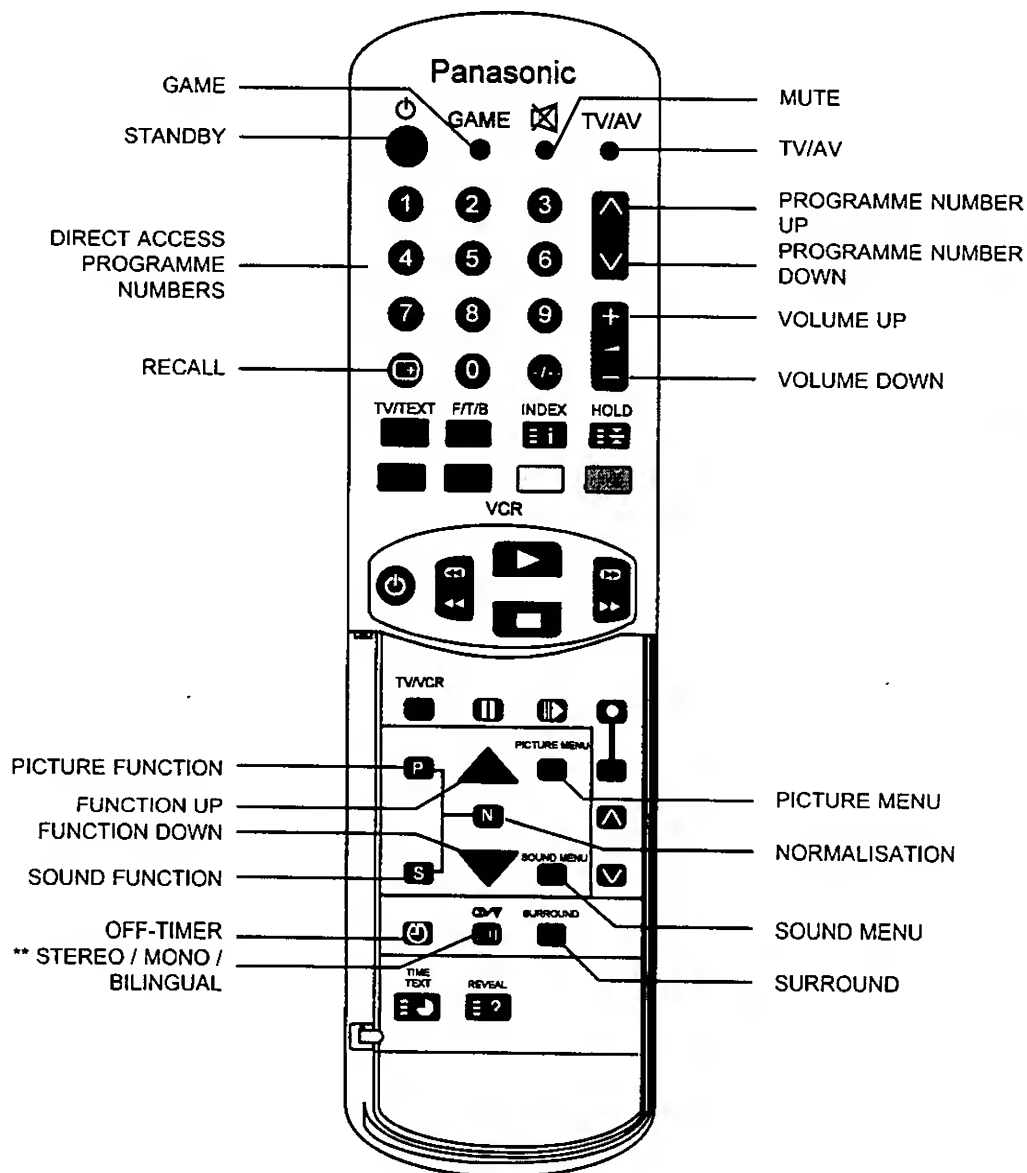 Panasonic
GAME
STANDBY
GAME
TV/AV
MUTE
TV/AV
1
2
3
PROGRAMME NUMBER
UP
DIRECT ACCESS
PROGRAMME
NUMBERS
4
5
6
PROGRAMME NUMBER
DOWN
7
8
9
+
VOLUME UP
RECALL
0
-/--
–
VOLUME DOWN
TV/TEXT
F/T/B
INDEX
HOLD
i
VCR
TV/VCR
PICTURE FUNCTION
P
PICTURE MENU
FUNCTION UP
PICTURE MENU
FUNCTION DOWN
N
NORMALISATION
SOUND FUNCTION
S
SOUND MENU
OFF-TIMER
SURROUND
SOUND MENU
** STEREO / MONO /
BILINGUAL
I
SURROUND
TIME
TEXT
REVEAL
?